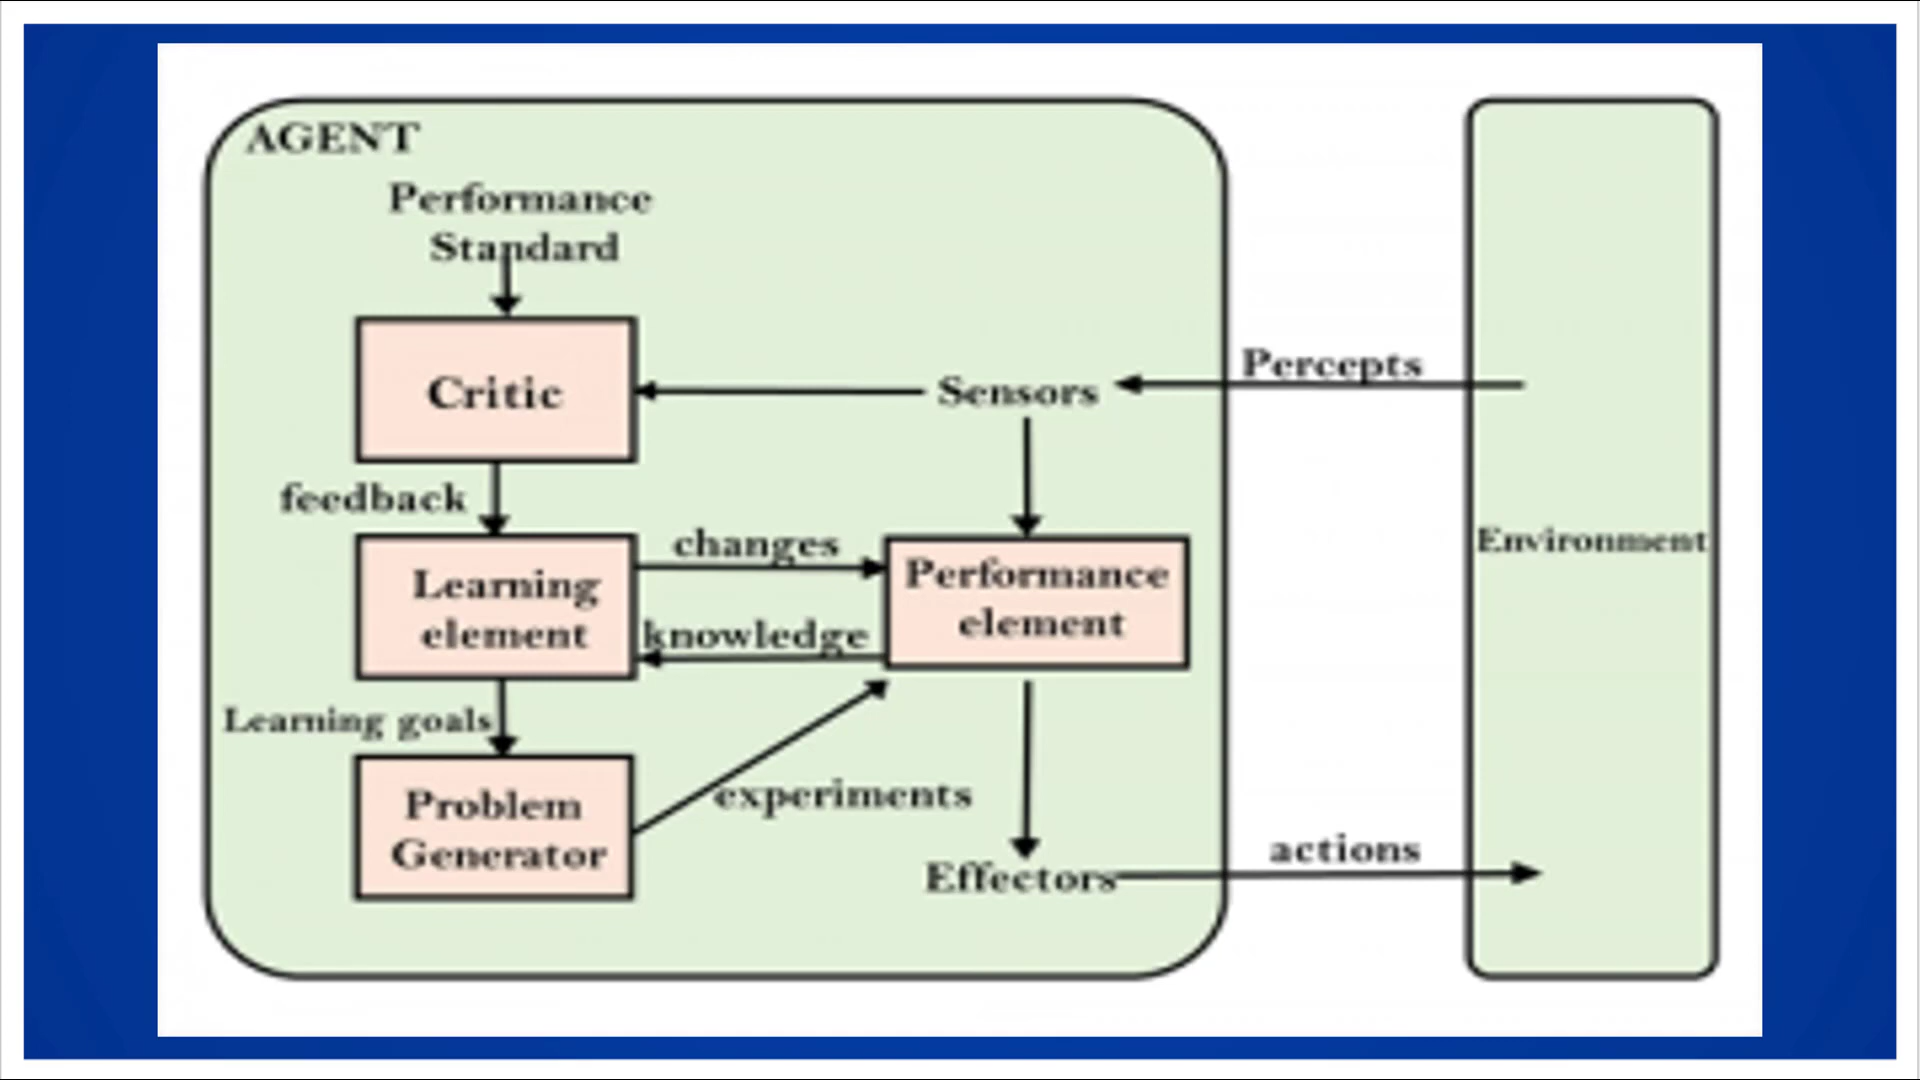 AGENT
Performance
Standard
Critic
Sensors
Percepts
feedback
changes
Learning
element
knowledge
Performance
element
Environment
Learning goals
Problem
Generator
experiments
Effectors
actions